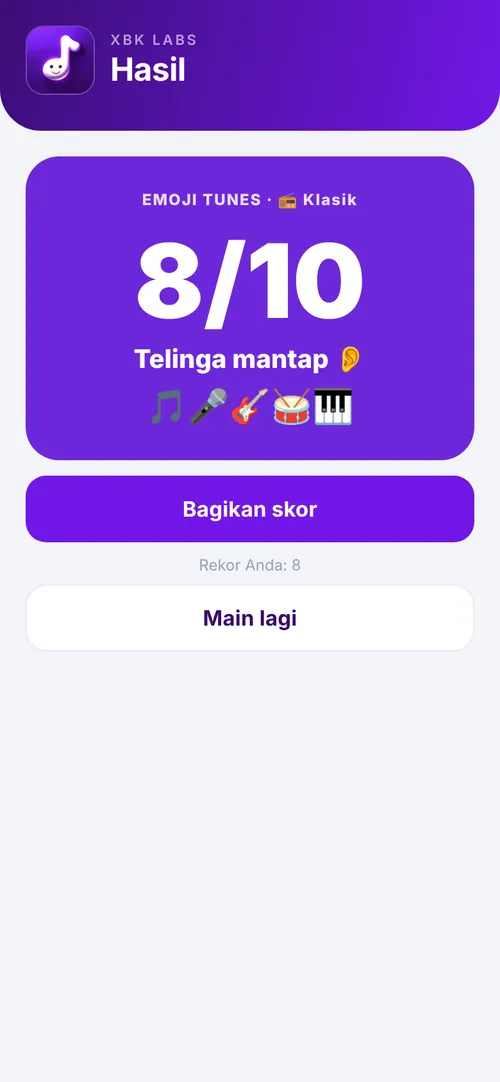 XBK LABS
Hasil
EMOJI TUNES · 📻 Klasik
8/10
Telinga mantap 👂
🎵🎤🎸🥁🎹
Bagikan skor
Rekor Anda: 8
Main lagi